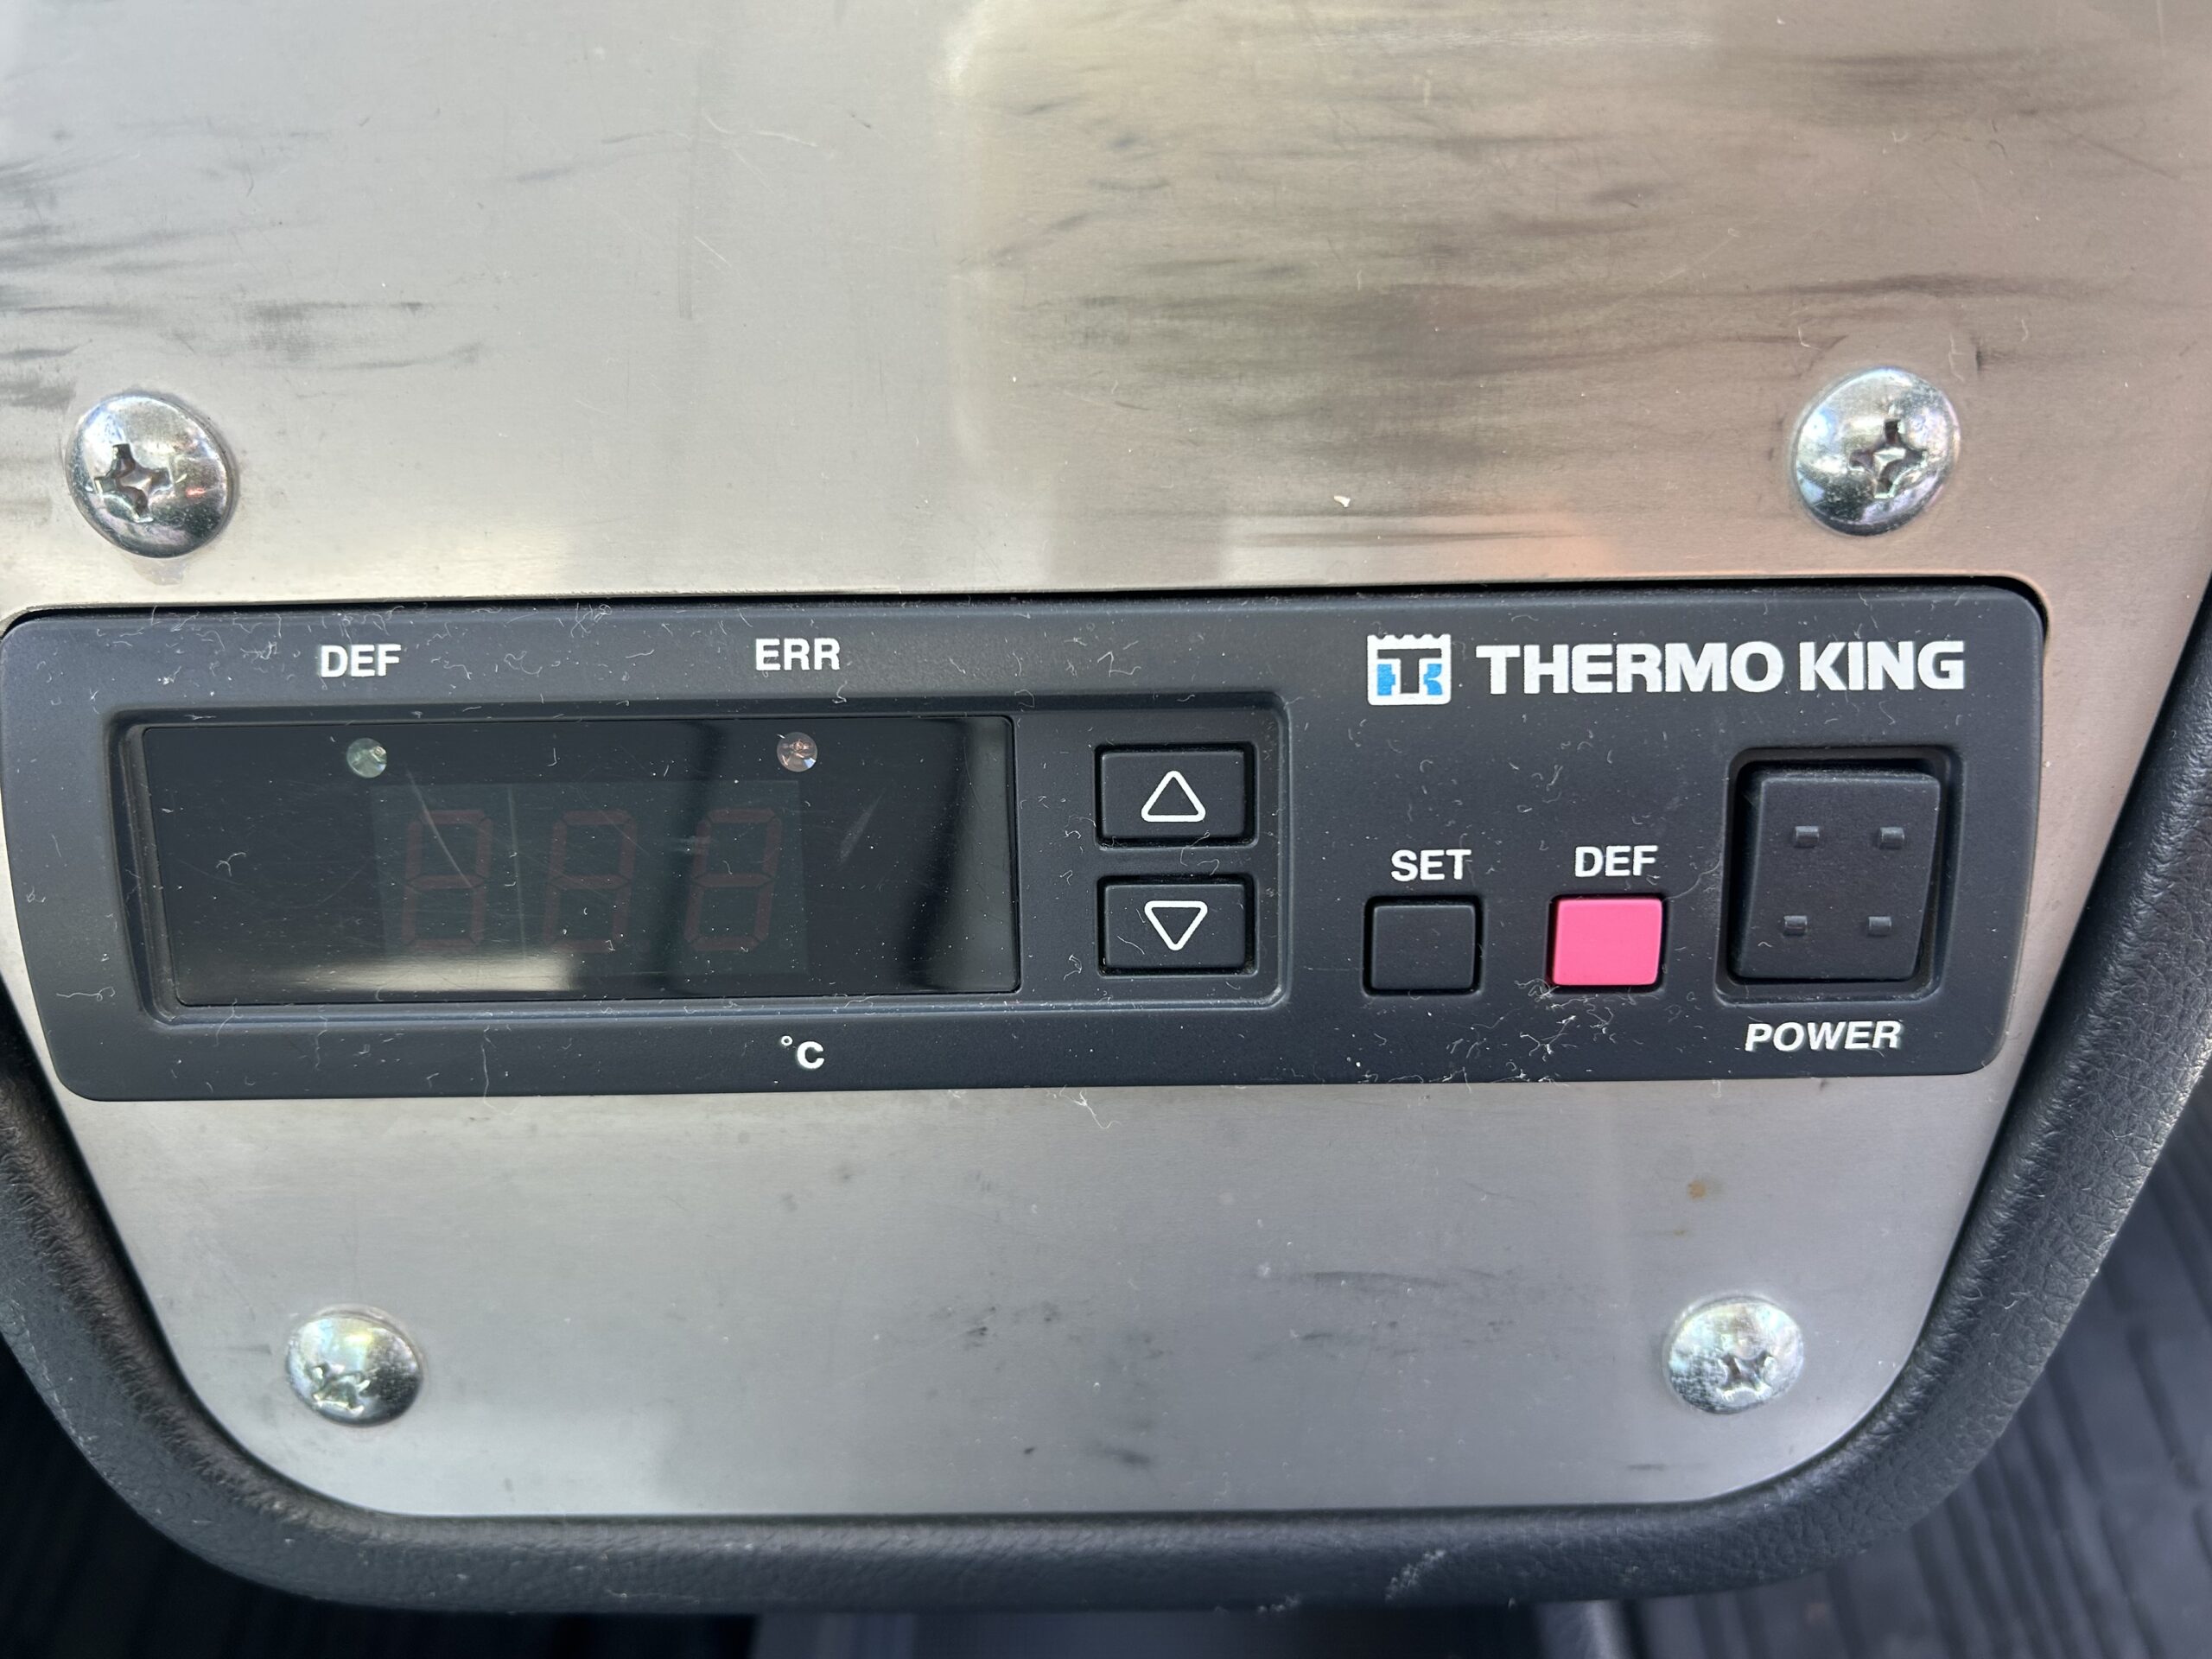 DEF ERR
THERMO KING
SET DEF
°C
POWER